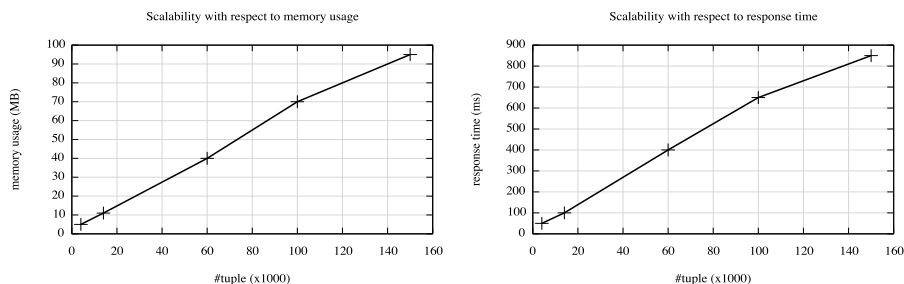 Scalability with respect to memory usage
100
90
80
70
60
50
40
30
20
10
0
memory usage (MB)
0 20 40 60 80 100 120 140 160
#tuple (x1000)
Scalability with respect to response time
900
800
700
600
500
400
300
200
100
0
response time (ms)
0 20 40 60 80 100 120 140 160
#tuple (x1000)